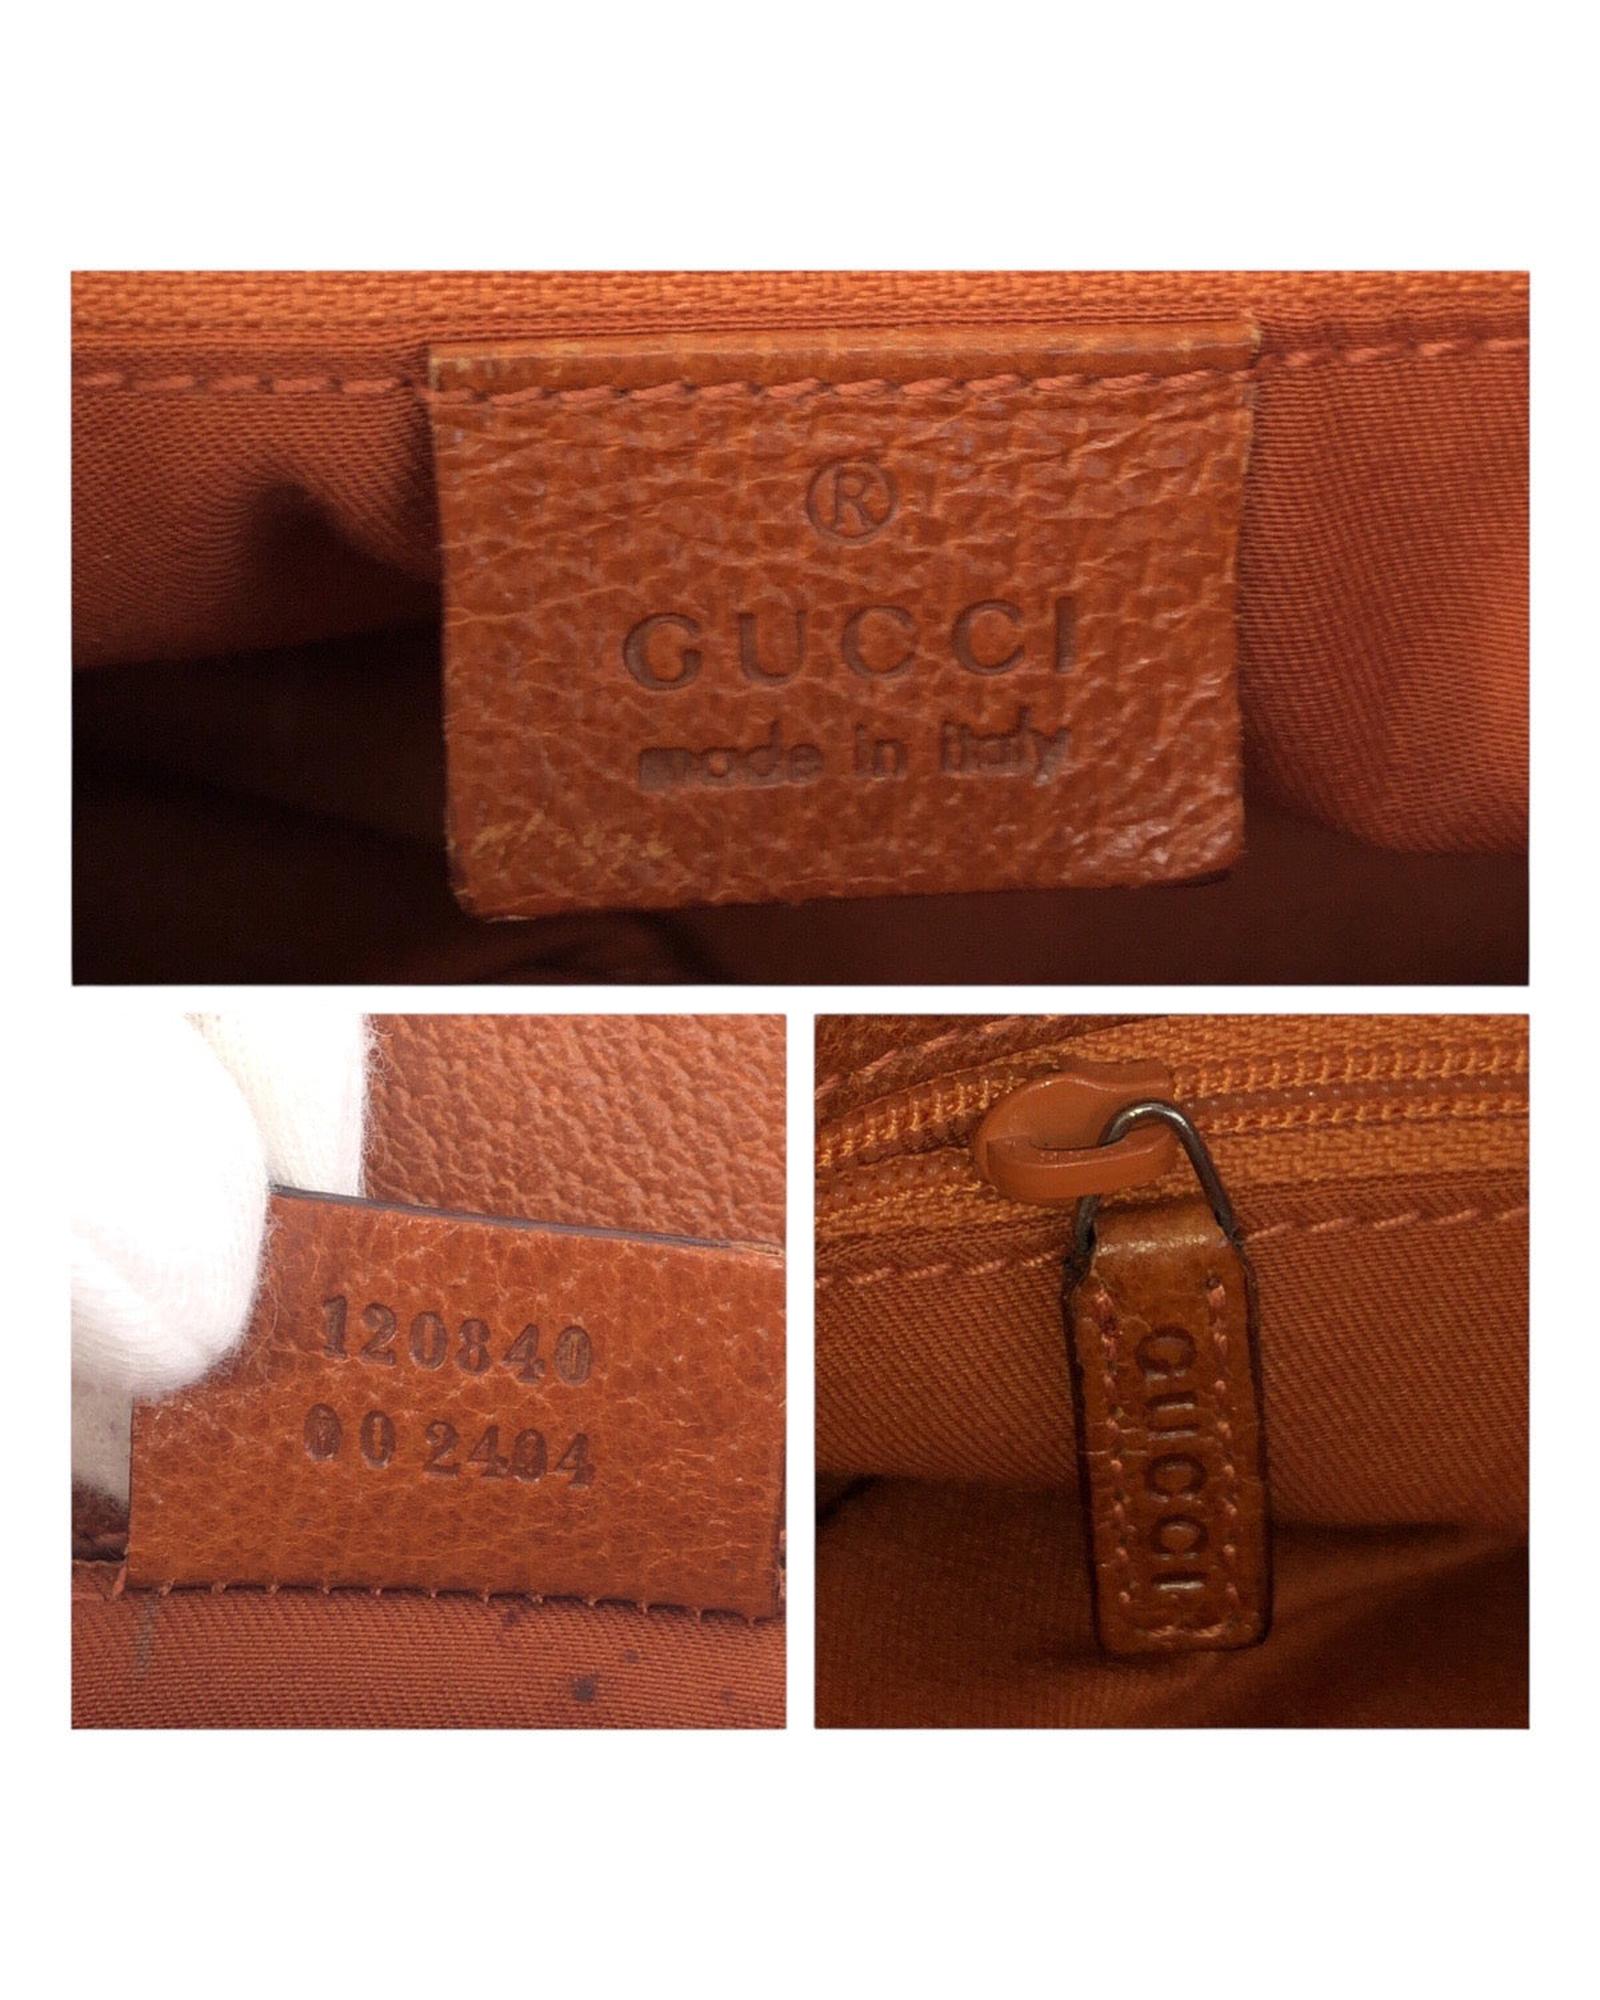 ®
GUCCI
made in italy
120840
002404
GUCCI